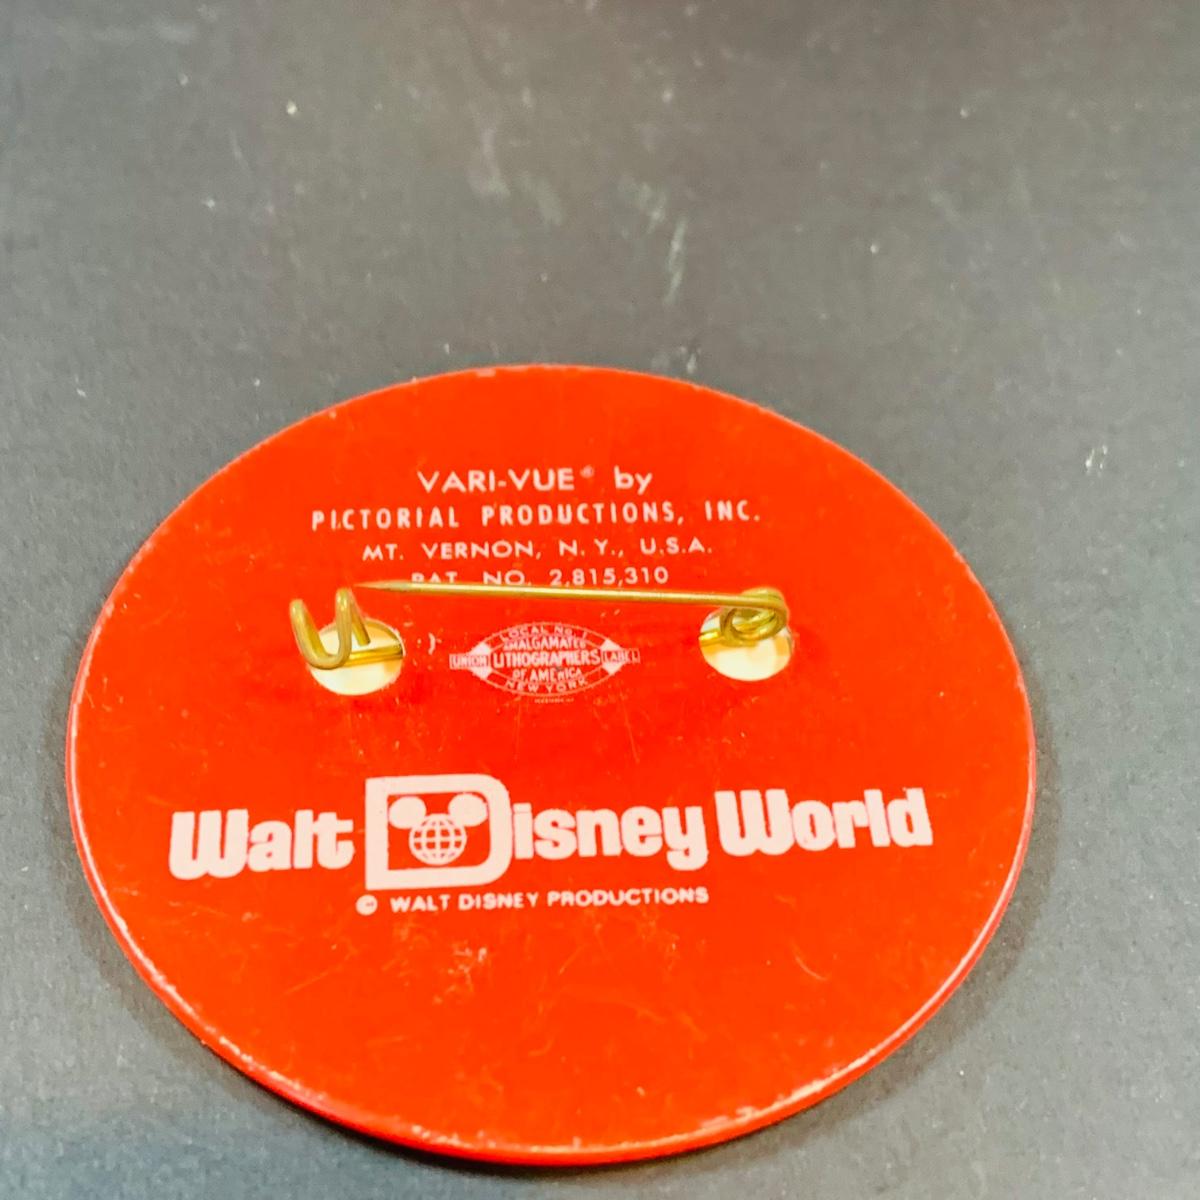 VARI-VUE® by
PICTORIAL PRODUCTIONS, INC.
MT. VERNON, N.Y., U.S.A.
PAT. NO. 2,815,310
LOCAL No. 1
AMALGAMATED
UNION LITHOGRAPHERS LABEL
OF AMERICA
NEW YORK
Walt Disney World
© WALT DISNEY PRODUCTIONS